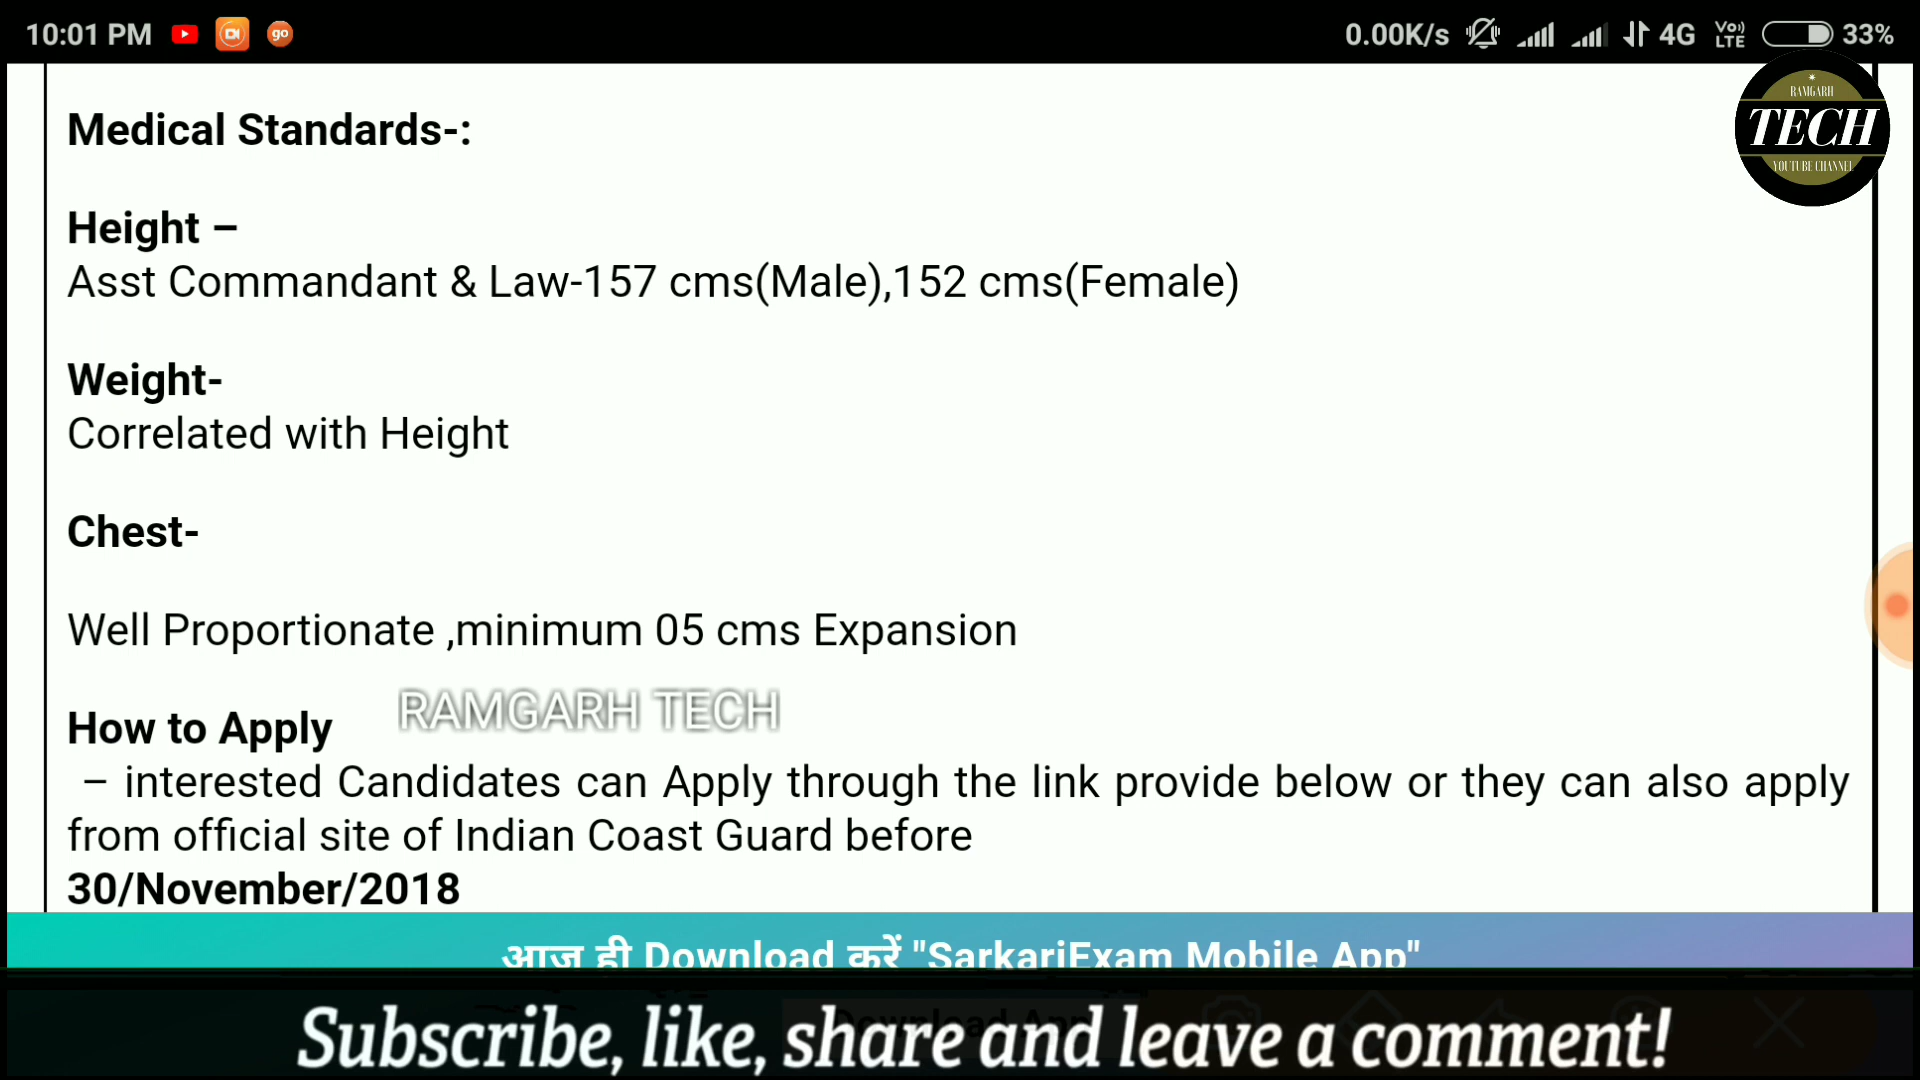 10:01 PM go 0.00K/s 4G VoLTE 33%
RAMGARH
TECH
YOUTUBE CHANNEL
Medical Standards-:
Height –
Asst Commandant & Law-157 cms(Male),152 cms(Female)
Weight-
Correlated with Height
Chest-
Well Proportionate ,minimum 05 cms Expansion
RAMGARH TECH
How to Apply
– interested Candidates can Apply through the link provide below or they can also apply
from official site of Indian Coast Guard before
30/November/2018
आज ही Download करें "SarkariExam Mobile App"
Download App
Subscribe, like, share and leave a comment!